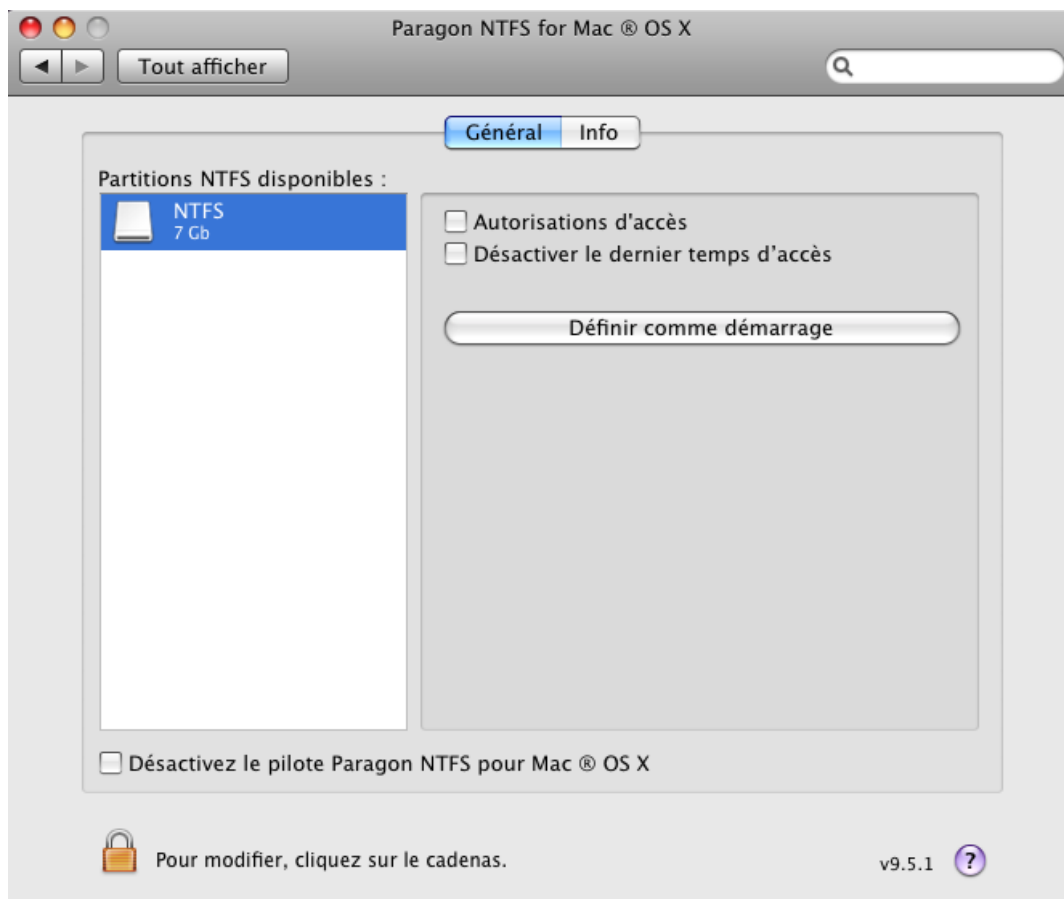 Paragon NTFS for Mac ® OS X
Tout afficher
Général Info
Partitions NTFS disponibles :
NTFS
7 Gb
Autorisations d'accès
Désactiver le dernier temps d’accès
Définir comme démarrage
Désactivez le pilote Paragon NTFS pour Mac ® OS X
Pour modifier, cliquez sur le cadenas.
v9.5.1 ?